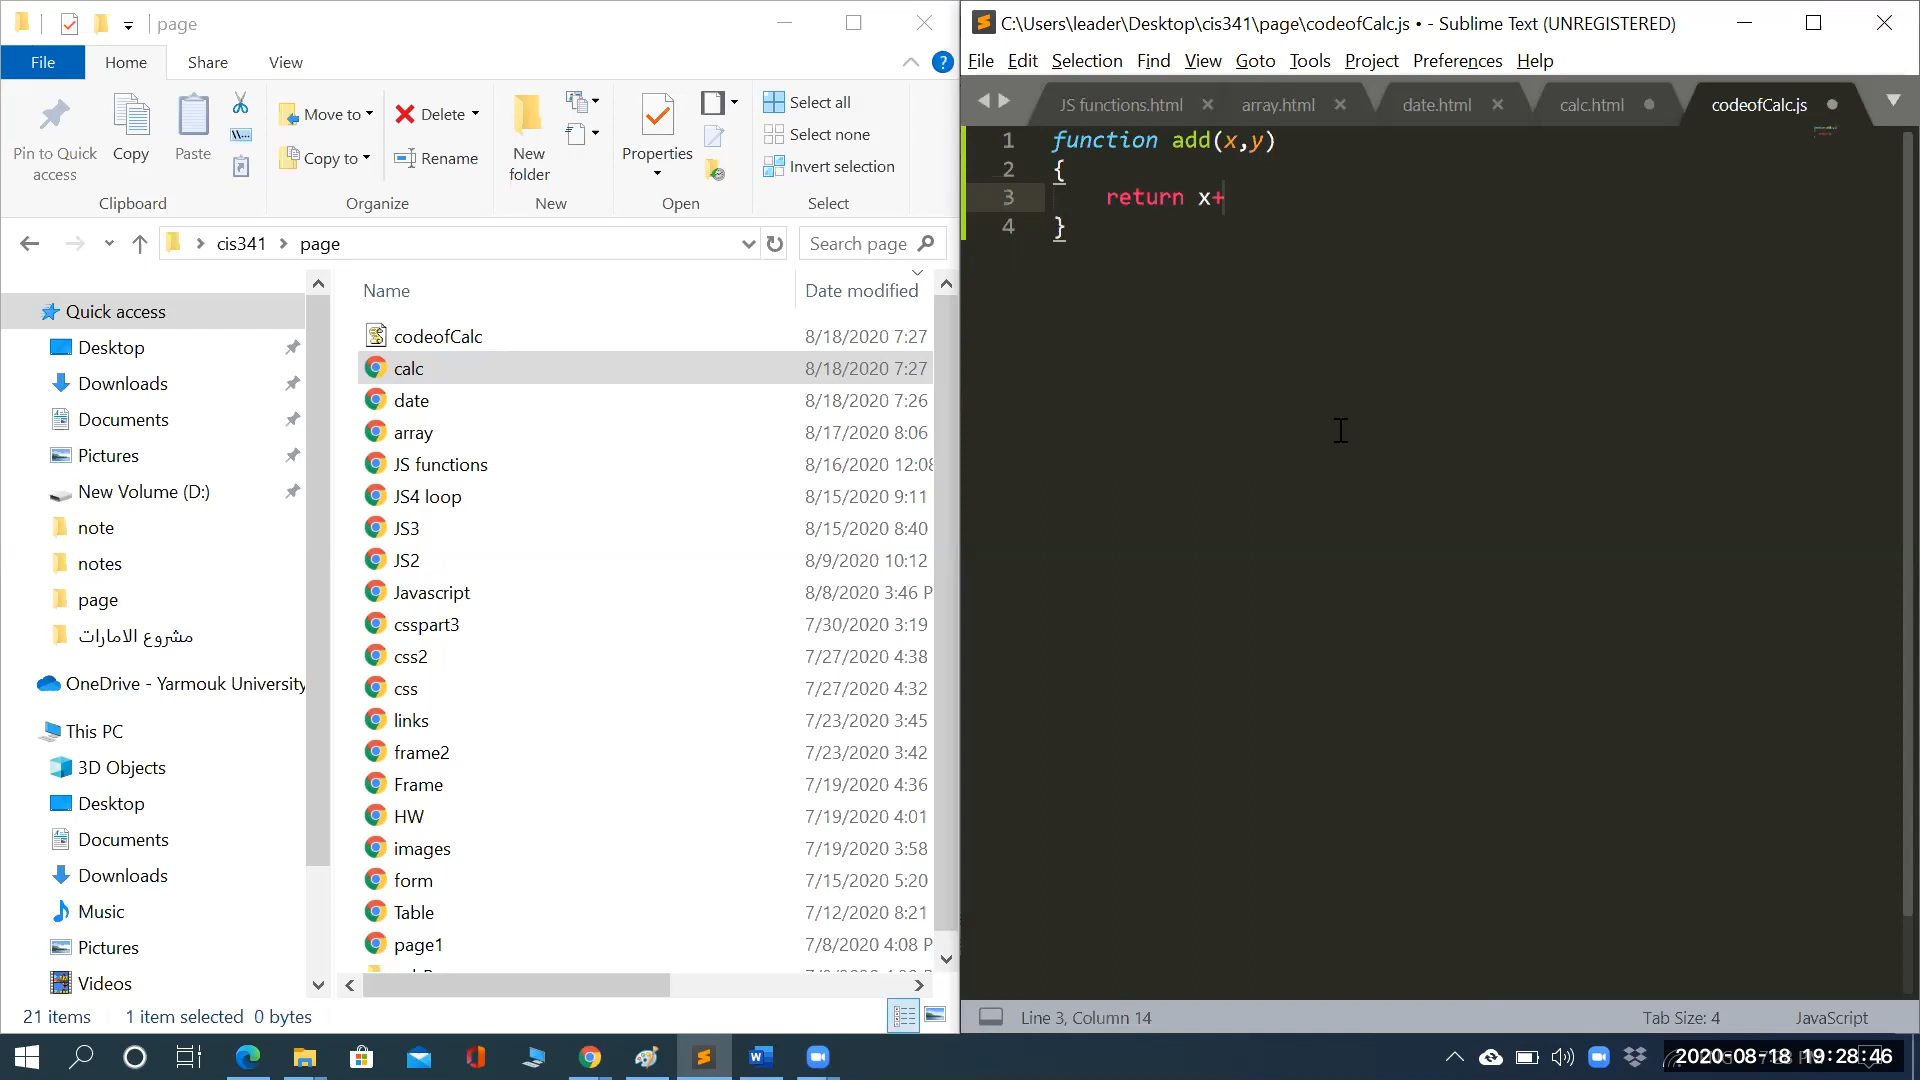 page
File
Home
Share
View
Pin to Quick access
Copy
Paste
Move to
Copy to
Delete
Rename
New folder
Properties
Select all
Select none
Invert selection
Clipboard
Organize
New
Open
Select
cis341
page
Search page
Quick access
Desktop
Downloads
Documents
Pictures
New Volume (D:)
note
notes
page
مشروع الامارات
OneDrive - Yarmouk University
This PC
3D Objects
Desktop
Documents
Downloads
Music
Pictures
Videos
Name Date modified
codeofCalc 8/18/2020 7:27
calc 8/18/2020 7:27
date 8/18/2020 7:26
array 8/17/2020 8:06
JS functions 8/16/2020 12:08
JS4 loop 8/15/2020 9:11
JS3 8/15/2020 8:40
JS2 8/9/2020 10:12
Javascript 8/8/2020 3:46 P
csspart3 7/30/2020 3:19
css2 7/27/2020 4:38
css 7/27/2020 4:32
links 7/23/2020 3:45
frame2 7/23/2020 3:42
Frame 7/19/2020 4:36
HW 7/19/2020 4:01
images 7/19/2020 3:58
form 7/15/2020 5:20
Table 7/12/2020 8:21
page1 7/8/2020 4:08 P
21 items 1 item selected 0 bytes
C:\Users\leader\Desktop\cis341\page\codeofCalc.js • - Sublime Text (UNREGISTERED)
File Edit Selection Find View Goto Tools Project Preferences Help
JS functions.html array.html date.html calc.html codeofCalc.js
1 function add(x,y)
2 {
3 return x+
4 }
Line 3, Column 14 Tab Size: 4 JavaScript
2020-08-18 19:28:46